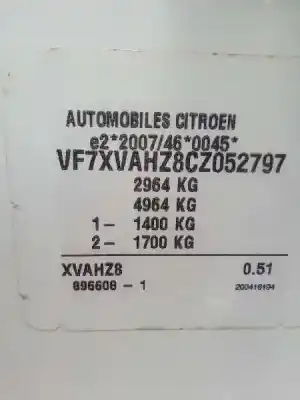 AUTOMOBILES CITROEN
e2*2007/46*0045*
VF7XVAHZ8CZ052797
2964 KG
4964 KG
1- 1400 KG
2- 1700 KG
XVAHZ8 0.51
896608 - 1 200416194